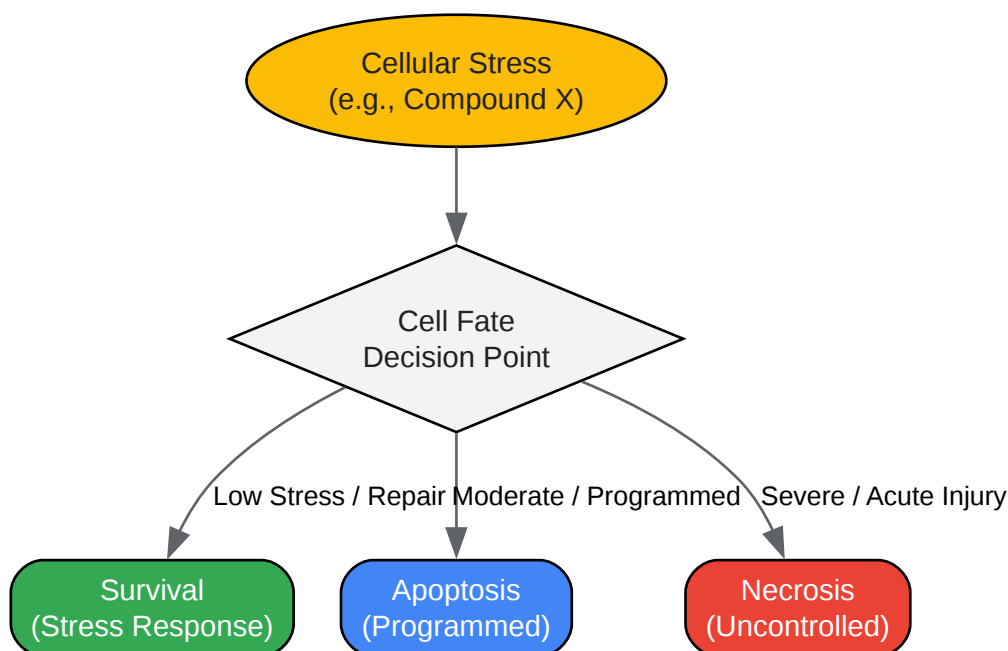 Cellular Stress
(e.g., Compound X)
Cell Fate
Decision Point
Low Stress / Repair
Moderate / Programmed
Severe / Acute Injury
Survival
(Stress Response)
Apoptosis
(Programmed)
Necrosis
(Uncontrolled)